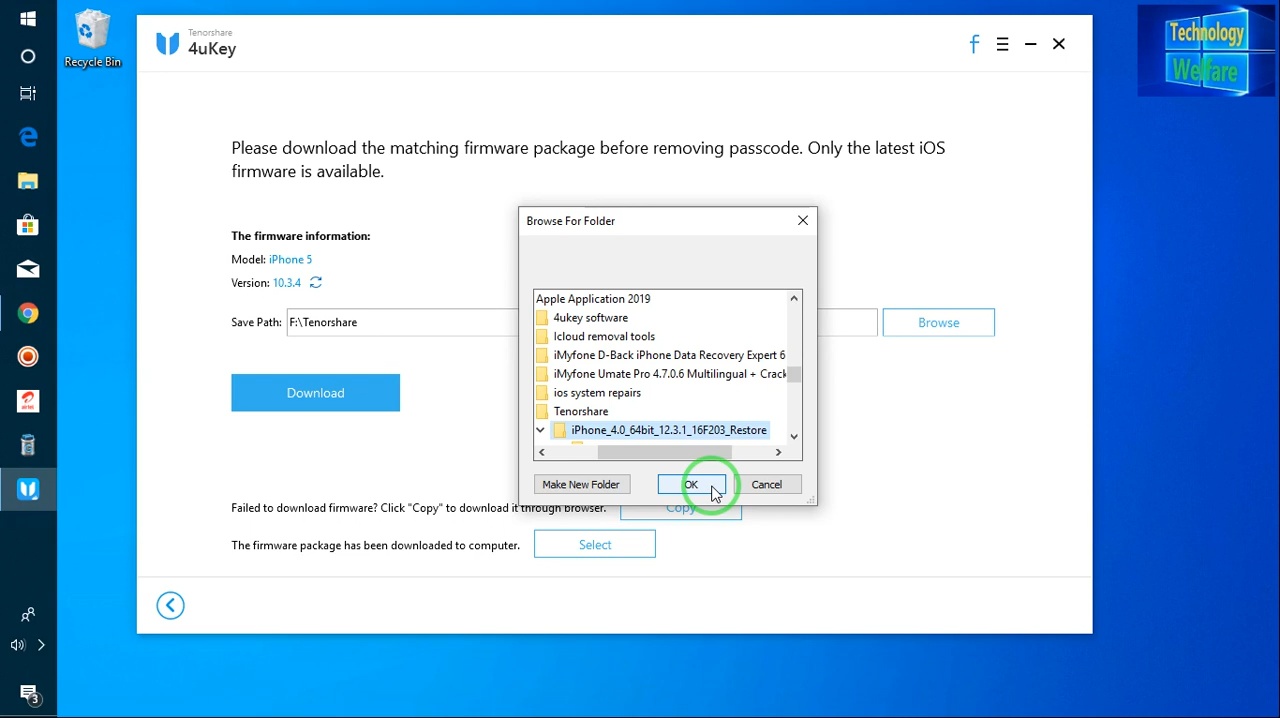 Recycle Bin
Tenorshare
4uKey
f
Technology
Welfare
Please download the matching firmware package before removing passcode. Only the latest iOS
firmware is available.
The firmware information:
Model: iPhone 5
Version: 10.3.4
Save Path: F:\Tenorshare
Browse
Download
Browse For Folder
Apple Application 2019
4ukey software
Icloud removal tools
iMyfone D-Back iPhone Data Recovery Expert 6
iMyfone Umate Pro 4.7.0.6 Multilingual + Crack
ios system repairs
Tenorshare
iPhone_4.0_64bit_12.3.1_16F203_Restore
Make New Folder
OK
Cancel
Failed to download firmware? Click "Copy" to download it through browser.
Copy
The firmware package has been downloaded to computer.
Select
airtel
3